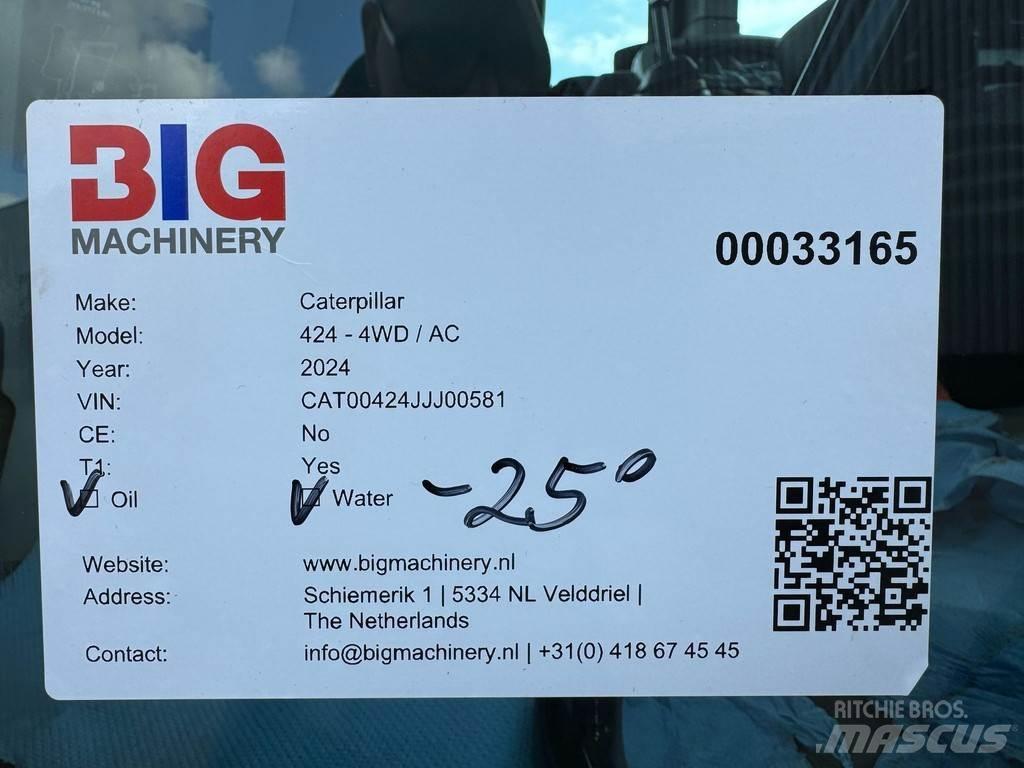 BIG
MACHINERY
00033165
Make: Caterpillar
Model: 424 - 4WD / AC
Year: 2024
VIN: CAT00424JJJ00581
CE: No
T1: Yes
Oil Water -25°
Website: www.bigmachinery.nl
Address: Schiemerik 1 | 5334 NL Velddriel |
The Netherlands
Contact: info@bigmachinery.nl | +31(0) 418 67 45 45
RITCHIE BROS.
MASCUS